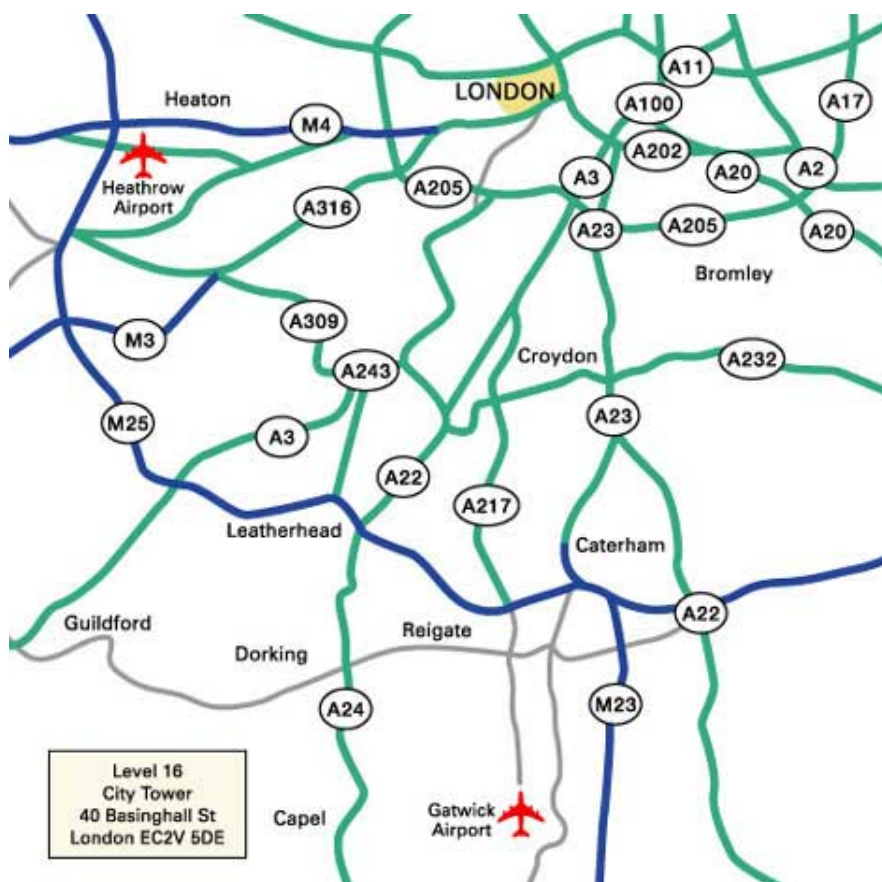 A11
LONDON
Heaton
A100
A17
M4
A202
A20
A2
Heathrow
Airport
A205
A3
A316
A23
A205
A20
Bromley
A309
M3
Croydon
A243
A232
M25
A3
A23
A22
A217
Leatherhead
Caterham
Guildford
Reigate
A22
Dorking
A24
M23
Level 16
City Tower
40 Basinghall St
London EC2V 5DE
Capel
Gatwick
Airport